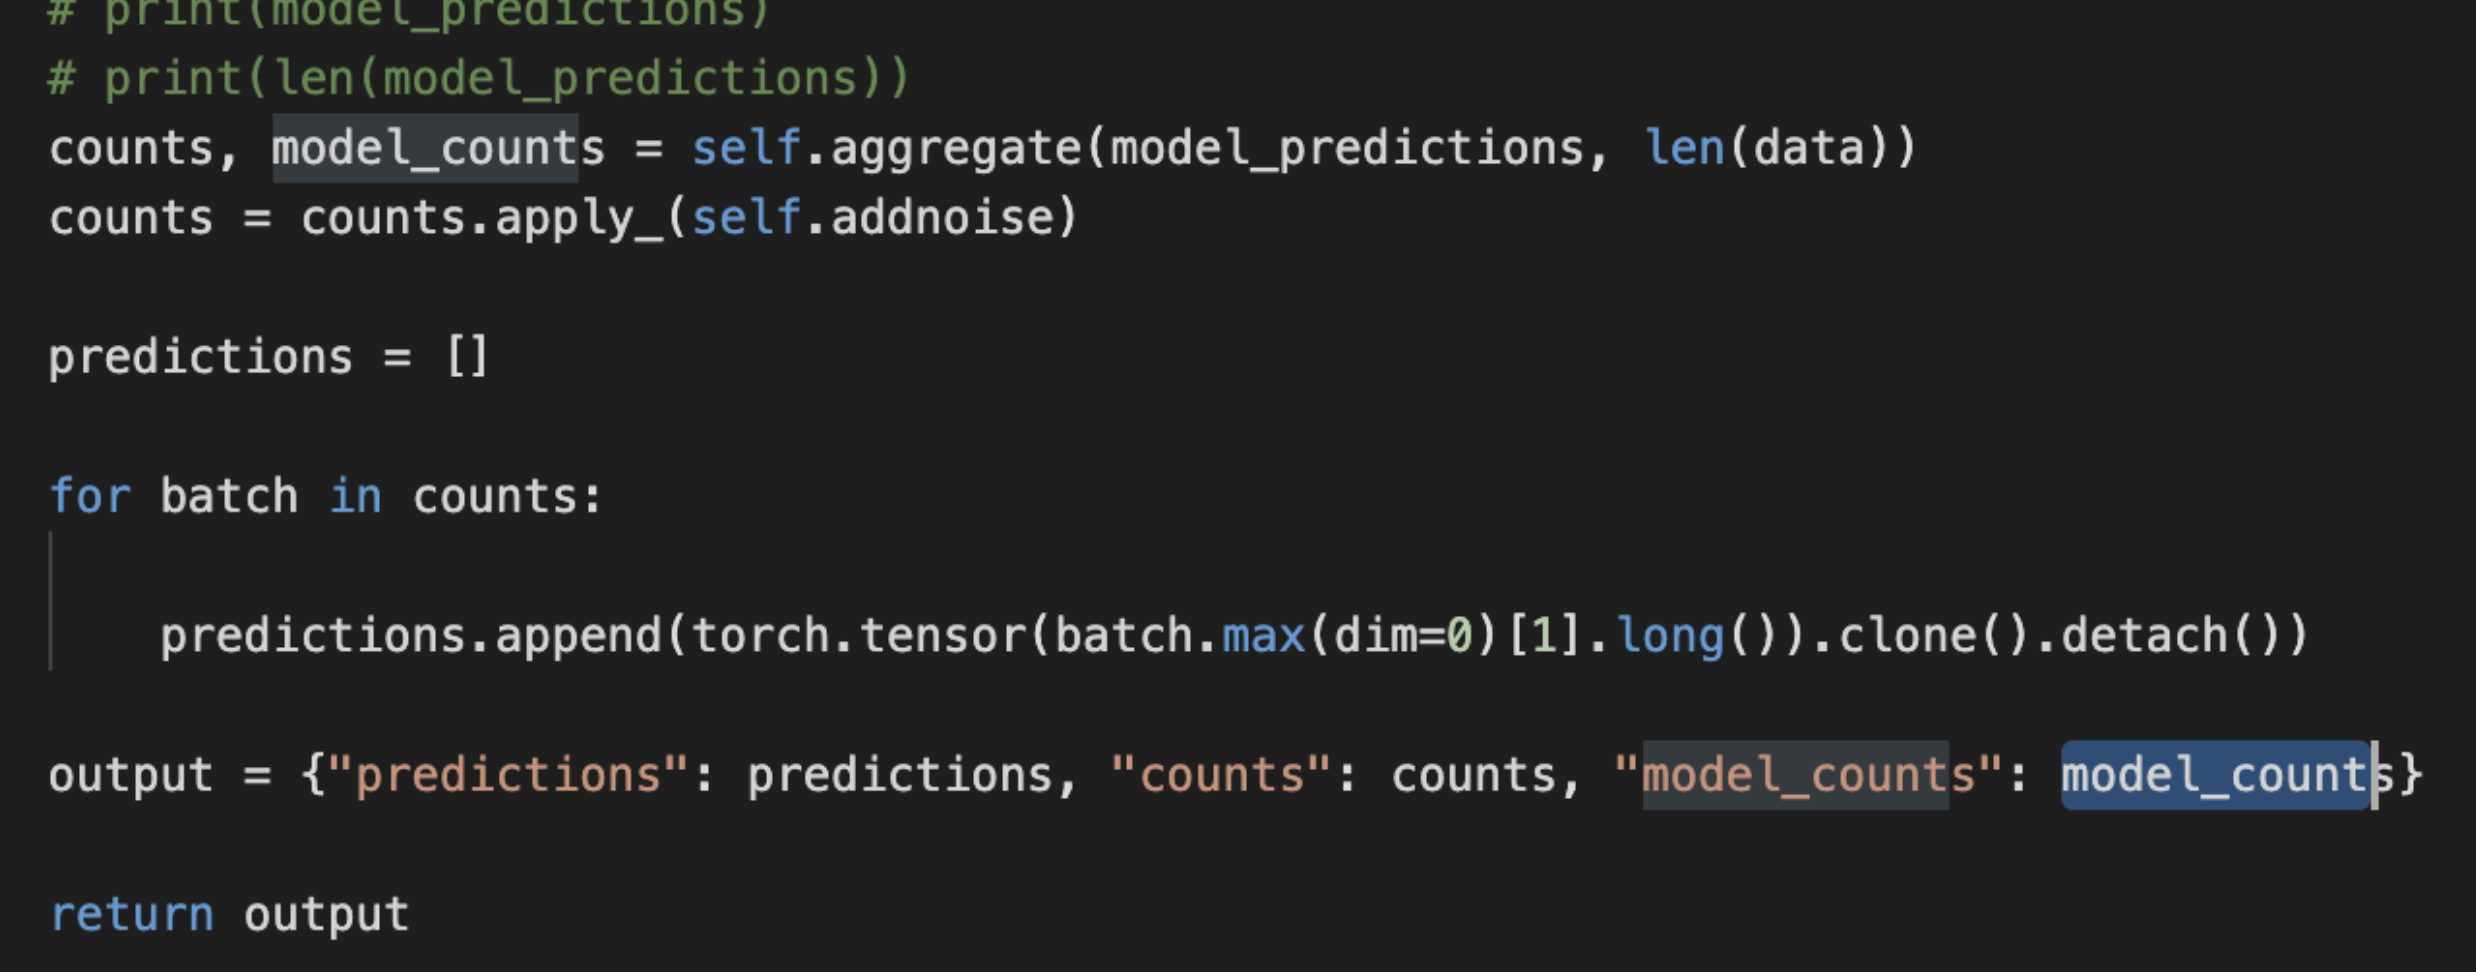 # print(model_predictions)
# print(len(model_predictions))
counts, model_counts = self.aggregate(model_predictions, len(data))
counts = counts.apply_(self.addnoise)
predictions = []
for batch in counts:
predictions.append(torch.tensor(batch.max(dim=0)[1].long()).clone().detach())
output = {"predictions": predictions, "counts": counts, "model_counts": model_counts}
return output